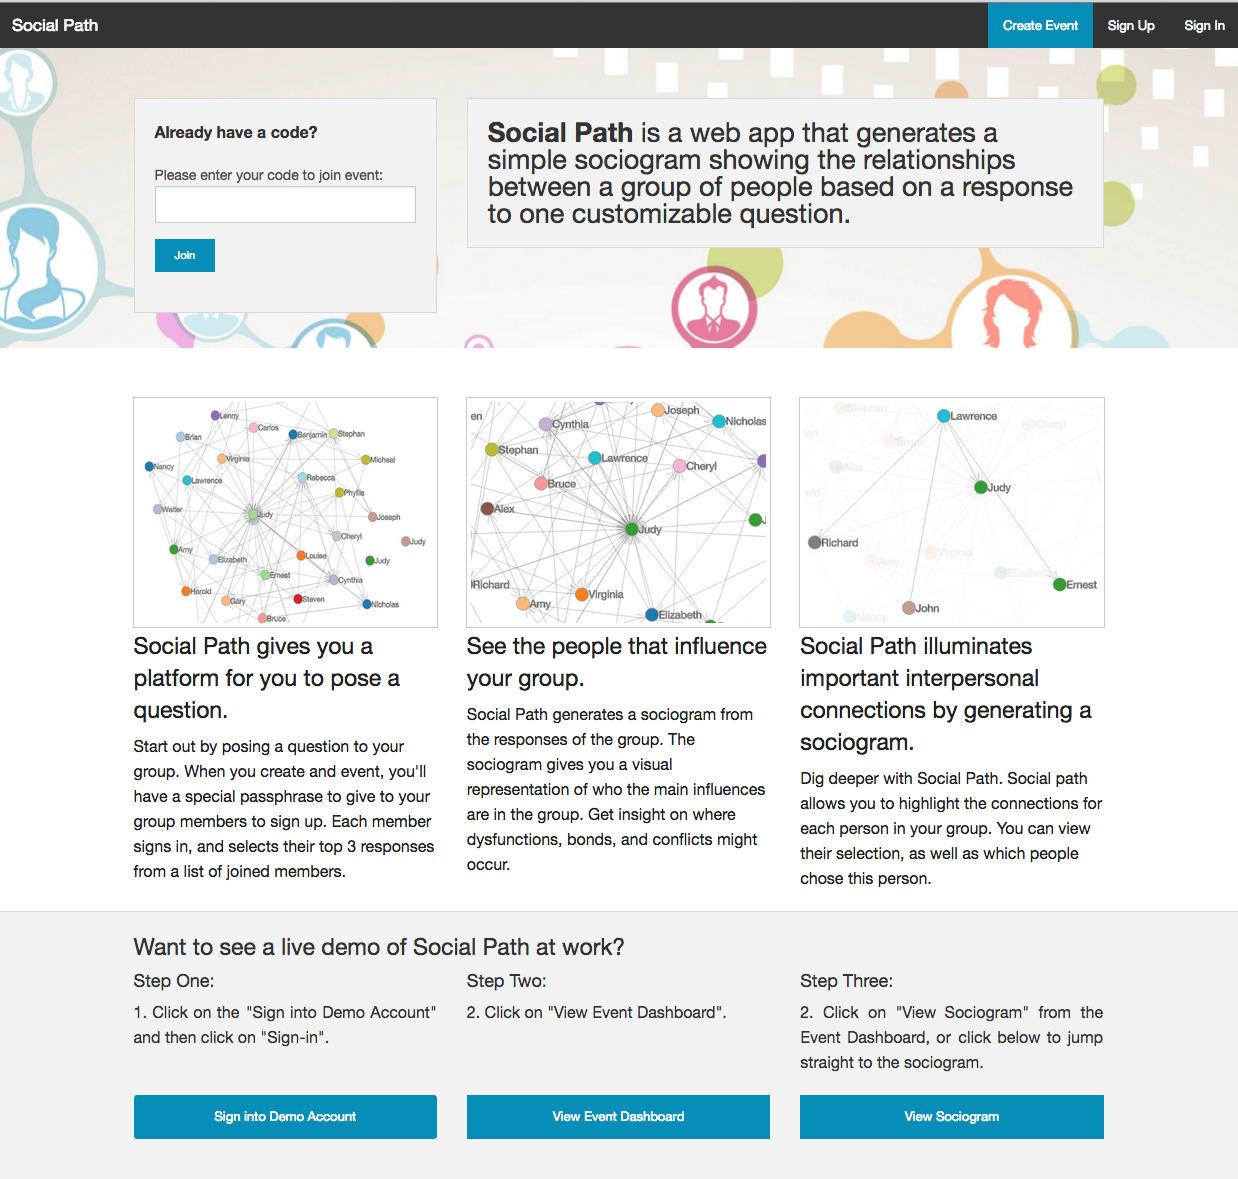 Social Path
Create Event
Sign Up
Sign In
Already have a code?
Please enter your code to join event:
Join
Social Path is a web app that generates a
simple sociogram showing the relationships
between a group of people based on a response
to one customizable question.
Lenny
Carlos
Brian
Benjamin
Stephan
Virginia
Micheal
Nancy
Lawrence
Rebecca
Phyllis
Walter
Judy
Joseph
Cheryl
Judy
Amy
Elizabeth
Louise
Judy
Ernest
Cynthia
Harold
Gary
Steven
Nicholas
Bruce
en
Cynthia
Joseph
Nicholas
Stephan
Lawrence
Cheryl
Bruce
Alex
Judy
J
Richard
Amy
Virginia
Elizabeth
Stephan
Lawrence
Cheryl
Bruce
Alex
Judy
old
Richard
Amy
Virginia
Elizabeth
Ernest
John
Nancy
Social Path gives you a
platform for you to pose a
question.
Start out by posing a question to your
group. When you create and event, you'll
have a special passphrase to give to your
group members to sign up. Each member
signs in, and selects their top 3 responses
from a list of joined members.
See the people that influence
your group.
Social Path generates a sociogram from
the responses of the group. The
sociogram gives you a visual
representation of who the main influences
are in the group. Get insight on where
dysfunctions, bonds, and conflicts might
occur.
Social Path illuminates
important interpersonal
connections by generating a
sociogram.
Dig deeper with Social Path. Social path
allows you to highlight the connections for
each person in your group. You can view
their selection, as well as which people
chose this person.
Want to see a live demo of Social Path at work?
Step One:
1. Click on the "Sign into Demo Account"
and then click on "Sign-in".
Sign into Demo Account
Step Two:
2. Click on "View Event Dashboard".
View Event Dashboard
Step Three:
2. Click on "View Sociogram" from the
Event Dashboard, or click below to jump
straight to the sociogram.
View Sociogram